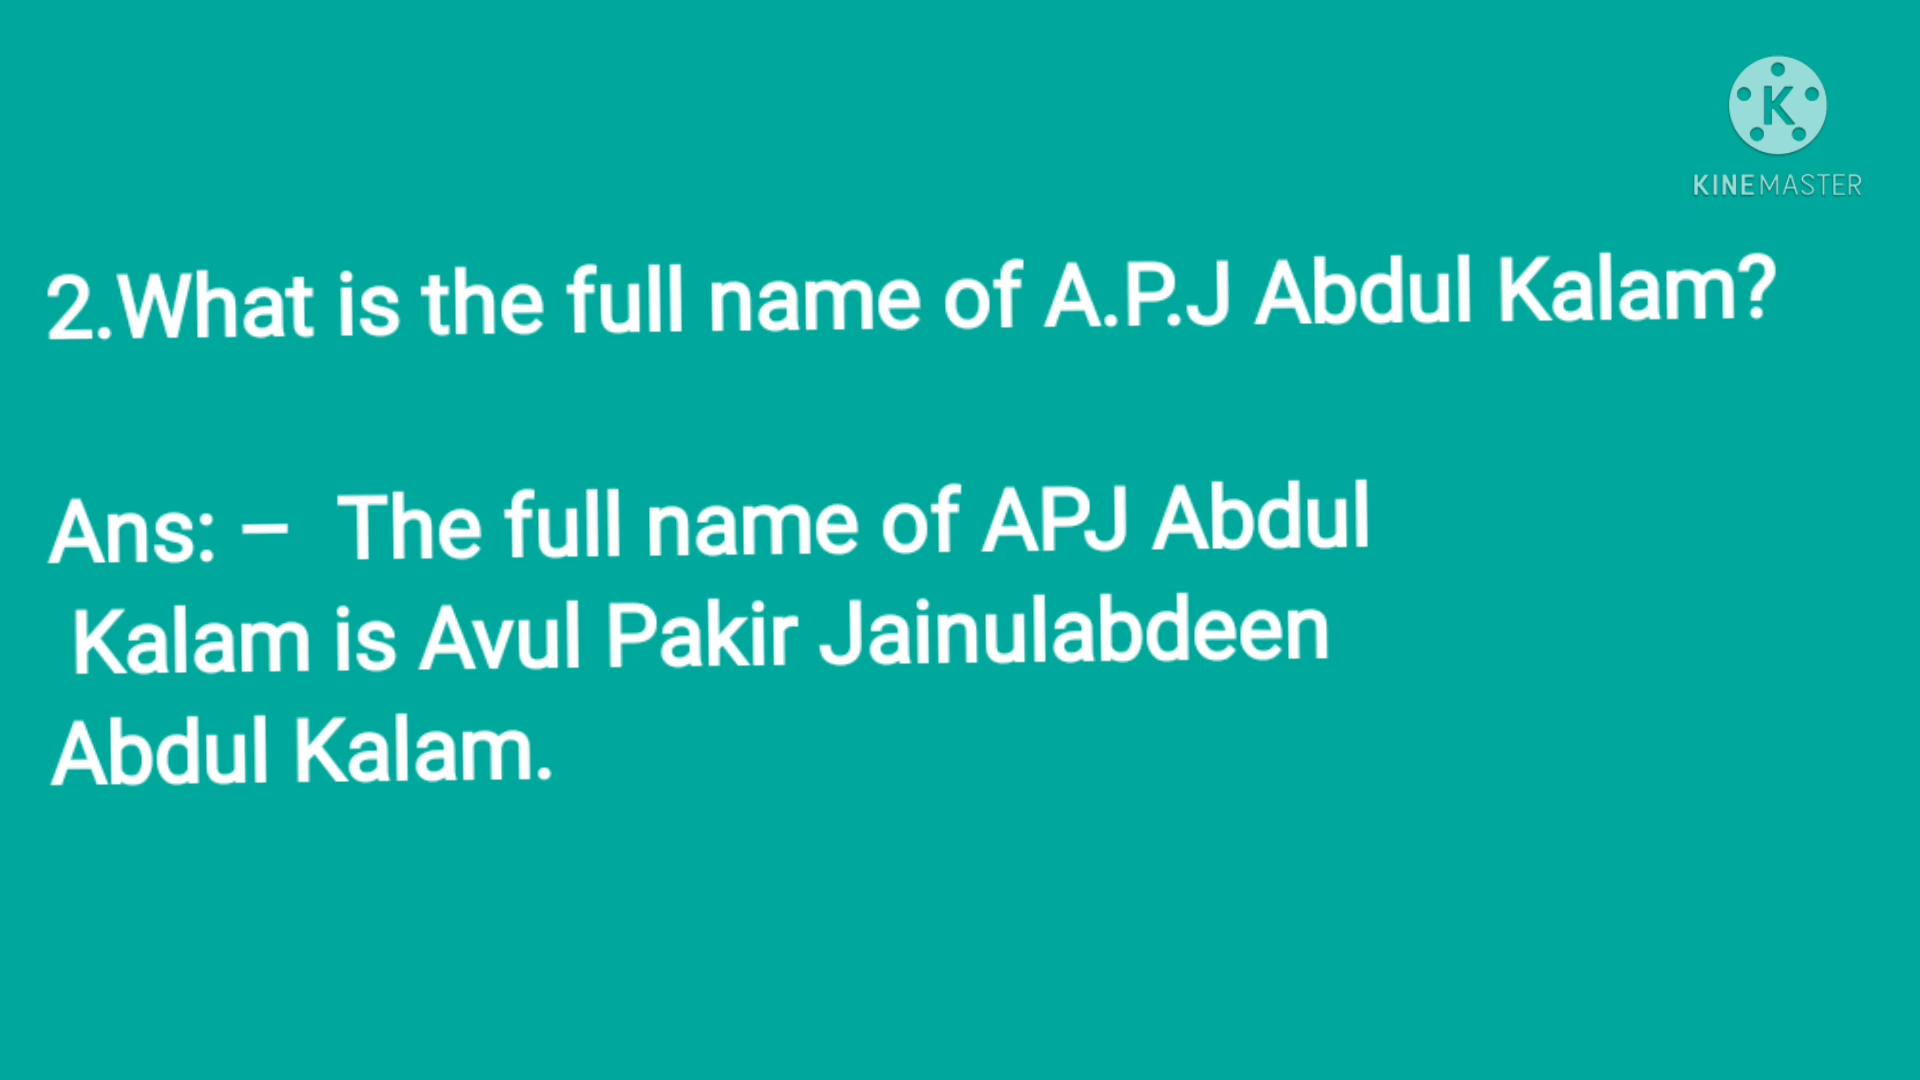 K
KINEMASTER
2.What is the full name of A.P.J Abdul Kalam?
Ans: – The full name of APJ Abdul
Kalam is Avul Pakir Jainulabdeen
Abdul Kalam.